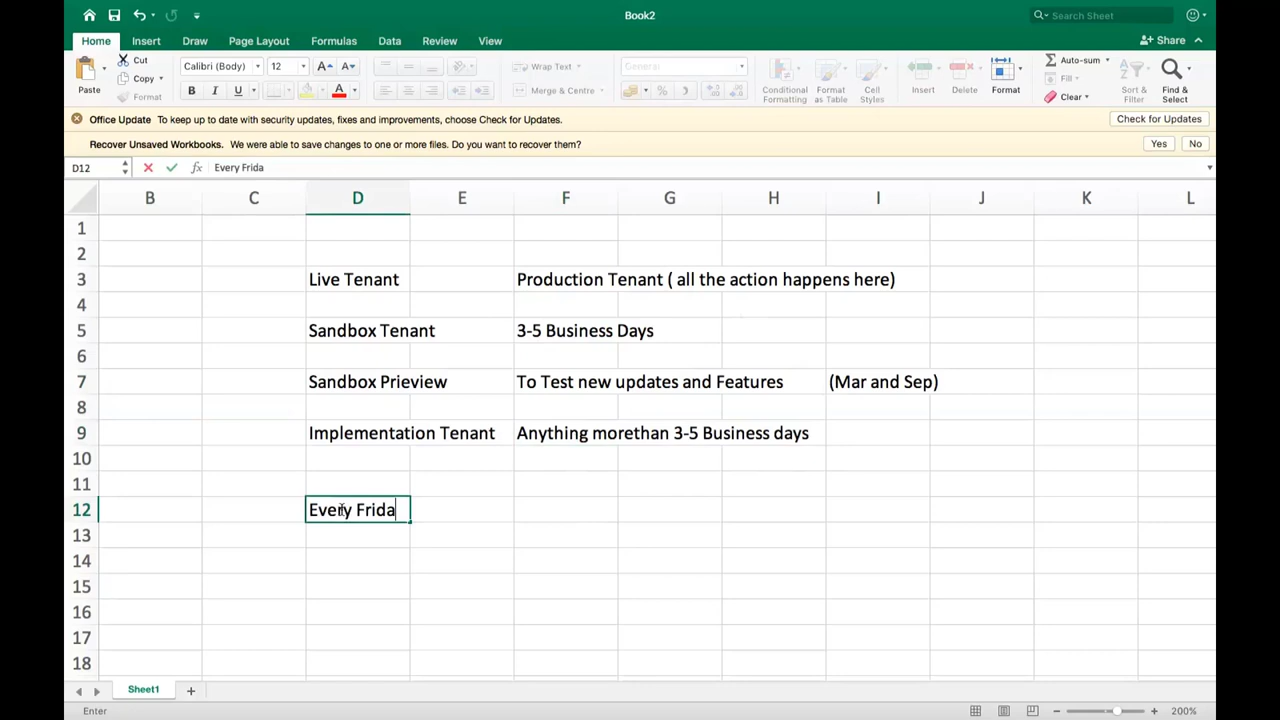 Book2
Search Sheet
Home Insert Draw Page Layout Formulas Data Review View
Share
Paste
Cut
Copy
Format
Calibri (Body) 12 A A
B I U A
Wrap Text
Merge & Centre
General
%
Conditional Formatting
Format as Table
Cell Styles
Insert
Delete
Format
Auto-sum
Fill
Clear
Sort & Filter
Find & Select
Office Update To keep up to date with security updates, fixes and improvements, choose Check for Updates. Check for Updates
Recover Unsaved Workbooks. We were able to save changes to one or more files. Do you want to recover them? Yes No
D12 fx Every Frida
B C D E F G H I J K L
1
2
3 Live Tenant Production Tenant ( all the action happens here)
4
5 Sandbox Tenant 3-5 Business Days
6
7 Sandbox Prieview To Test new updates and Features (Mar and Sep)
8
9 Implementation Tenant Anything morethan 3-5 Business days
10
11
12 Every Frida
13
14
15
16
17
18
Sheet1 +
Enter 200%